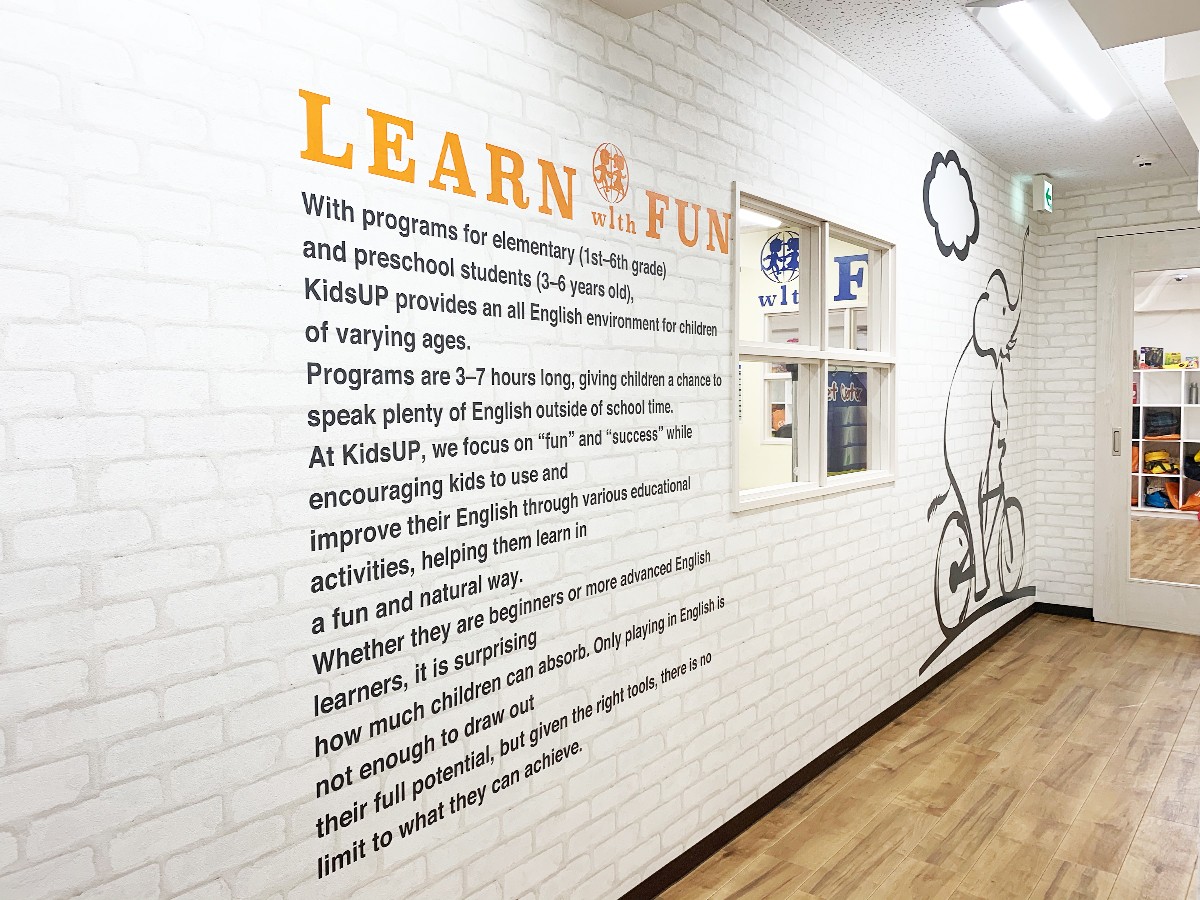 LEARN wIth FUN
With programs for elementary (1st–6th grade)
and preschool students (3–6 years old),
KidsUP provides an all English environment for children
of varying ages.
Programs are 3–7 hours long, giving children a chance to
speak plenty of English outside of school time.
At KidsUP, we focus on “fun” and “success” while
encouraging kids to use and
improve their English through various educational
activities, helping them learn in
a fun and natural way.
Whether they are beginners or more advanced English
learners, it is surprising
how much children can absorb. Only playing in English is
not enough to draw out
their full potential, but given the right tools, there is no
limit to what they can achieve.
wIt F